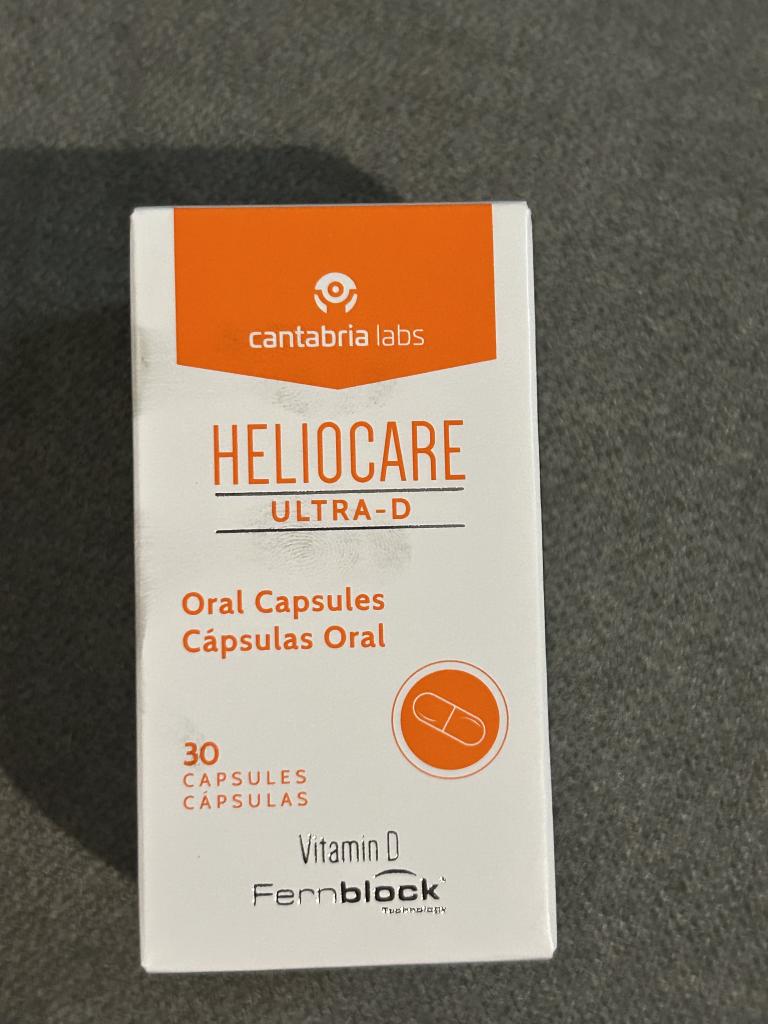 cantabria labs
HELIOCARE
ULTRA-D
Oral Capsules
Cápsulas Oral
30
CAPSULES
CÁPSULAS
Vitamin D
Fernblock
Technology